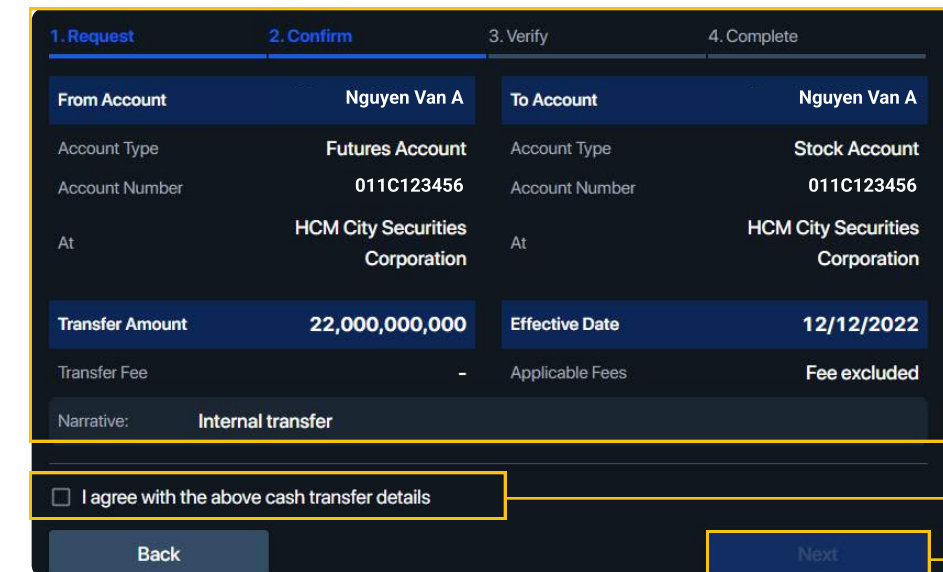 1. Request 2. Confirm 3. Verify 4. Complete
From Account Nguyen Van A To Account Nguyen Van A
Account Type Futures Account Account Type Stock Account
Account Number 011C123456 Account Number 011C123456
At HCM City Securities Corporation At HCM City Securities Corporation
Transfer Amount 22,000,000,000 Effective Date 12/12/2022
Transfer Fee - Applicable Fees Fee excluded
Narrative: Internal transfer
I agree with the above cash transfer details
Back Next